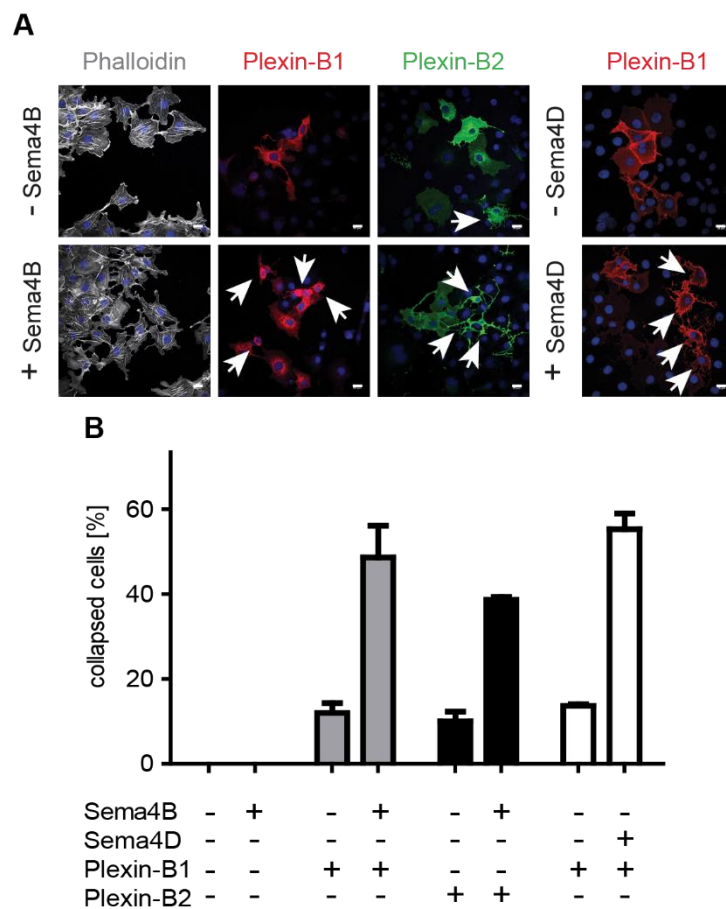 A
Phalloidin Plexin-B1 Plexin-B2 Plexin-B1
- Sema4B
- Sema4D
+ Sema4B
+ Sema4D
B
collapsed cells [%]
60
40
20
0
Sema4B - + - + - + - -
Sema4D - - - - - - - +
Plexin-B1 - - + + - - + +
Plexin-B2 - - - - + + - -